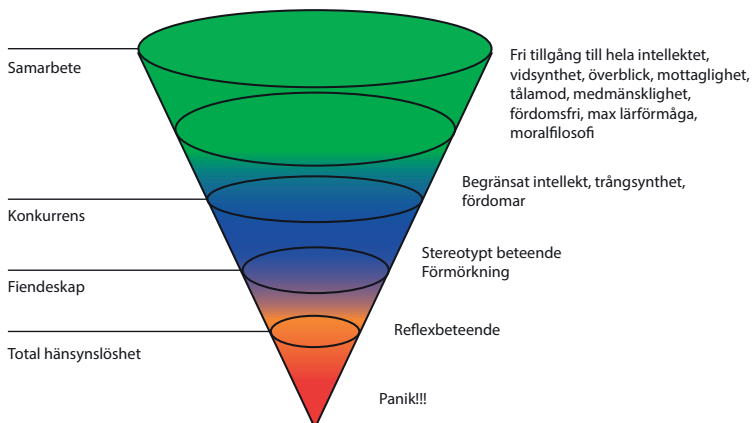 Samarbete
Fri tillgång till hela intellektet,
vidsynthet, överblick, mottaglighet,
tålamod, medmänsklighet,
fördomsfri, max lärförmåga,
moralfilosofi
Konkurrens
Begränsat intellekt, trångsynthet,
fördomar
Fiendeskap
Stereotypt beteende
Förmörkning
Total hänsynslöshet
Reflexbeteende
Panik!!!